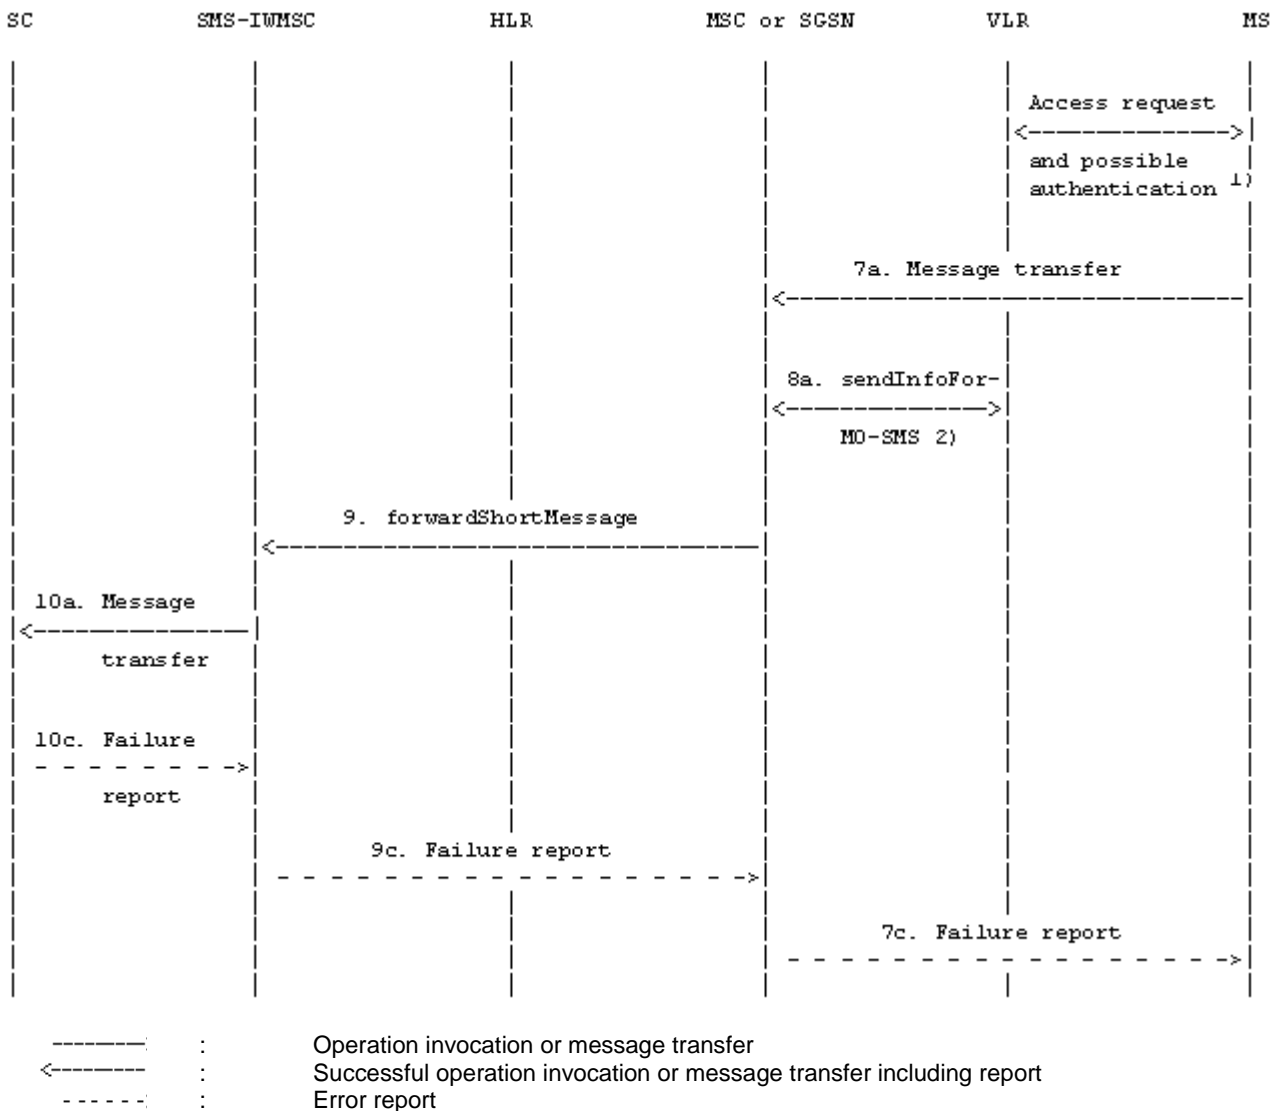 SC SMS-IWMSC HLR MSC or SGSN VLR MS
Access request
and possible
authentication 1)
7a. Message transfer
8a. sendInfoFor-
MO-SMS 2)
9. forwardShortMessage
10a. Message
transfer
10c. Failure
report
9c. Failure report
7c. Failure report
: Operation invocation or message transfer
: Successful operation invocation or message transfer including report
: Error report